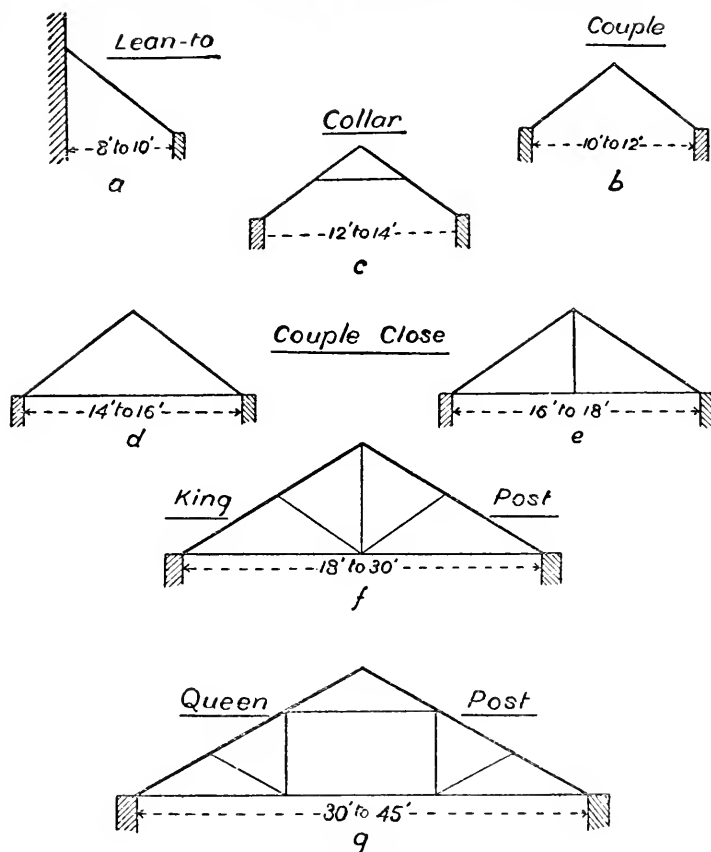 Lean-to
8' to 10'
a
Couple
10' to 12'
b
Collar
12' to 14'
c
Couple Close
14' to 16'
d
16' to 18'
e
King Post
18' to 30'
f
Queen Post
30' to 45'
g